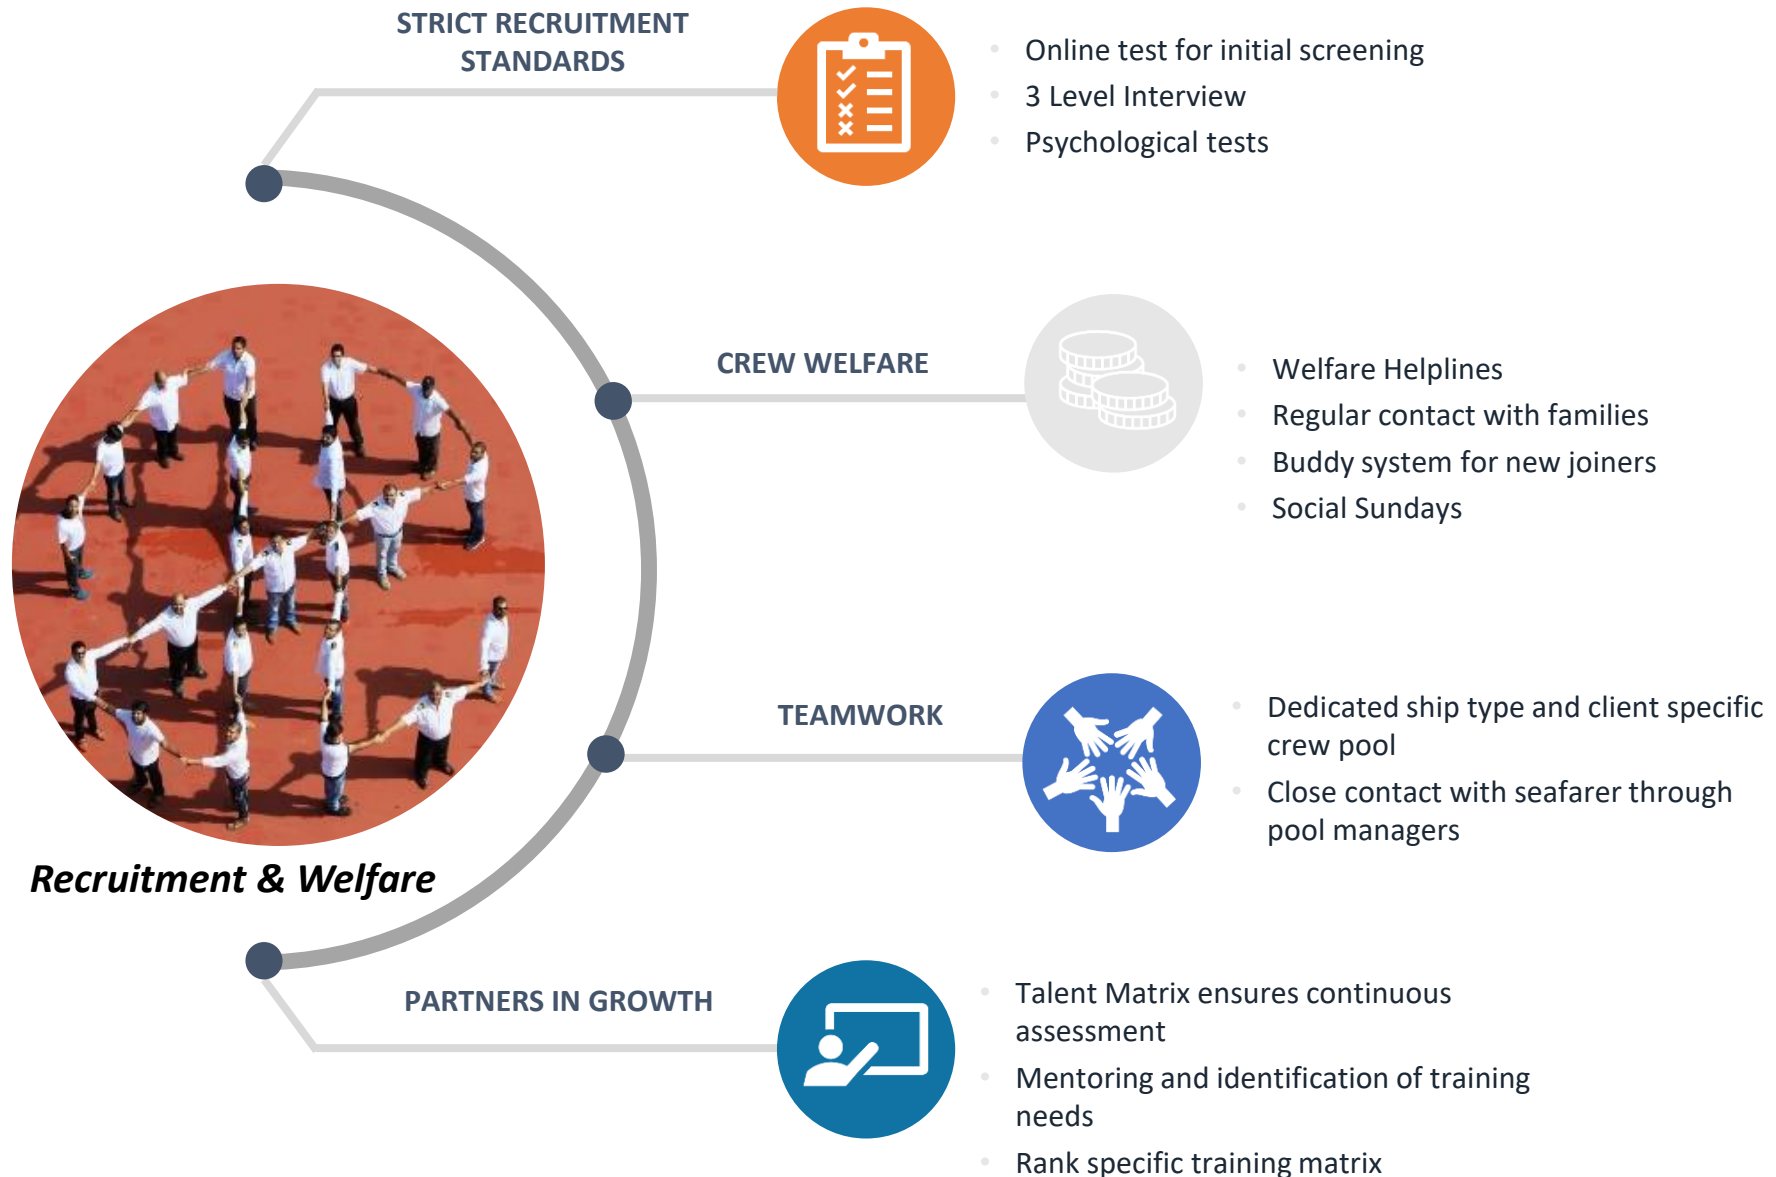 STRICT RECRUITMENT
STANDARDS
Online test for initial screening
3 Level Interview
Psychological tests
CREW WELFARE
Welfare Helplines
Regular contact with families
Buddy system for new joiners
Social Sundays
TEAMWORK
Dedicated ship type and client specific
crew pool
Close contact with seafarer through
pool managers
Recruitment & Welfare
PARTNERS IN GROWTH
Talent Matrix ensures continuous
assessment
Mentoring and identification of training
needs
Rank specific training matrix